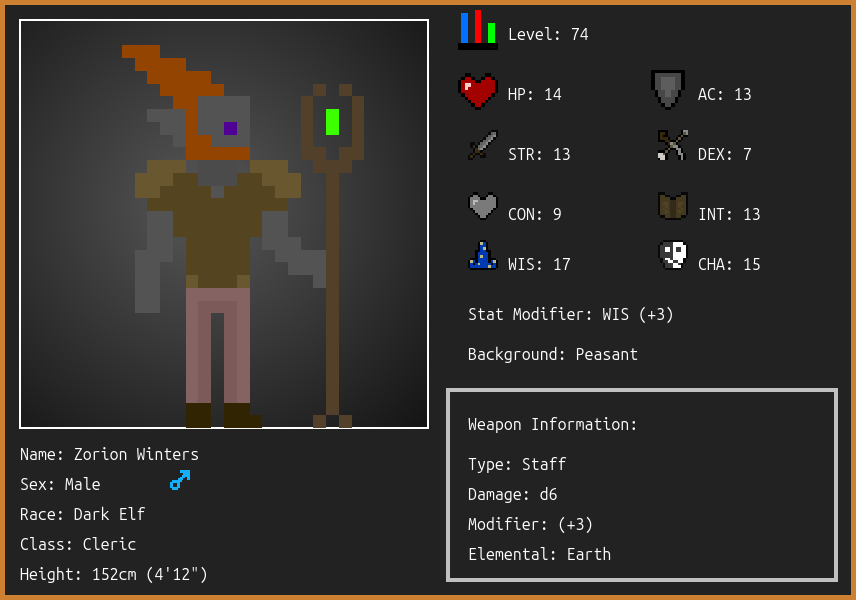 Level: 74
HP: 14
AC: 13
STR: 13
DEX: 7
CON: 9
INT: 13
WIS: 17
CHA: 15
Stat Modifier: WIS (+3)
Background: Peasant
Weapon Information:
Type: Staff
Damage: d6
Modifier: (+3)
Elemental: Earth
Name: Zorion Winters
Sex: Male
Race: Dark Elf
Class: Cleric
Height: 152cm (4'12")